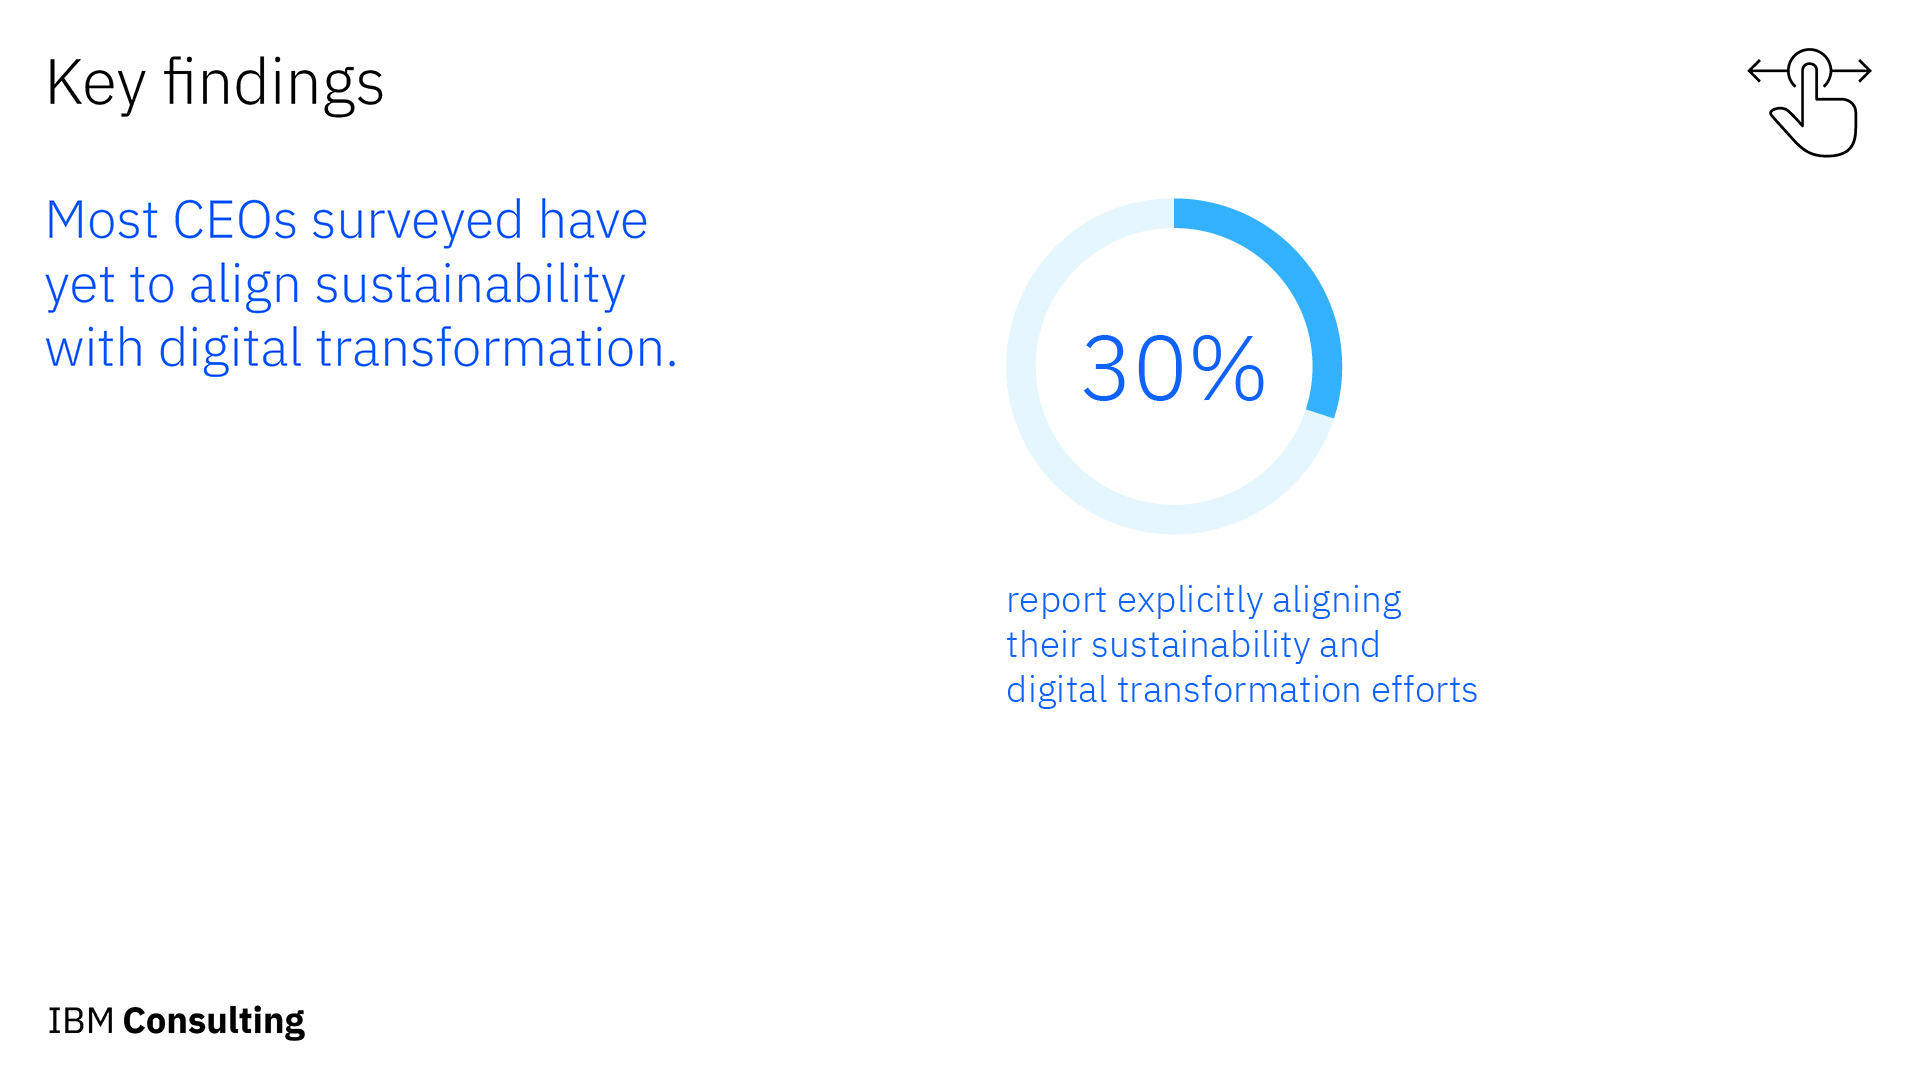 Key findings
Most CEOs surveyed have
yet to align sustainability
with digital transformation.
30%
report explicitly aligning
their sustainability and
digital transformation efforts
IBM Consulting